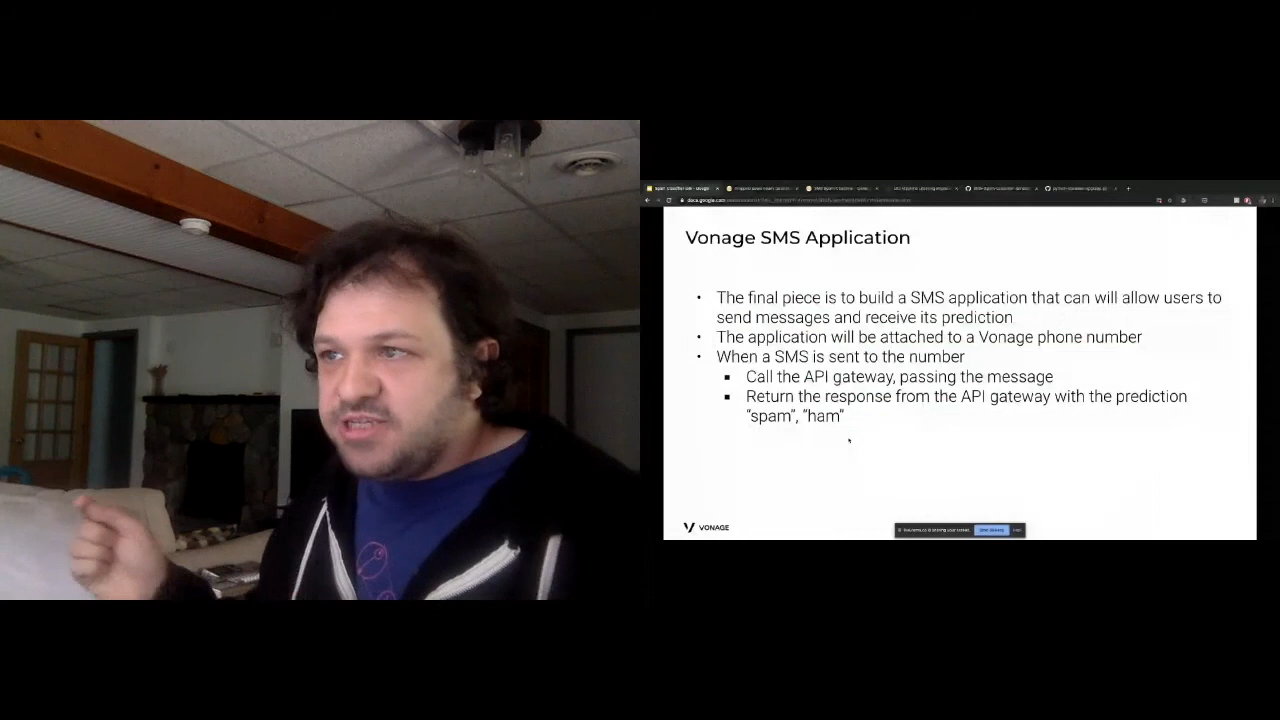 docs.google.com
Vonage SMS Application
• The final piece is to build a SMS application that can will allow users to
send messages and receive its prediction
• The application will be attached to a Vonage phone number
• When a SMS is sent to the number
▪ Call the API gateway, passing the message
▪ Return the response from the API gateway with the prediction
“spam”, “ham”
VONAGE